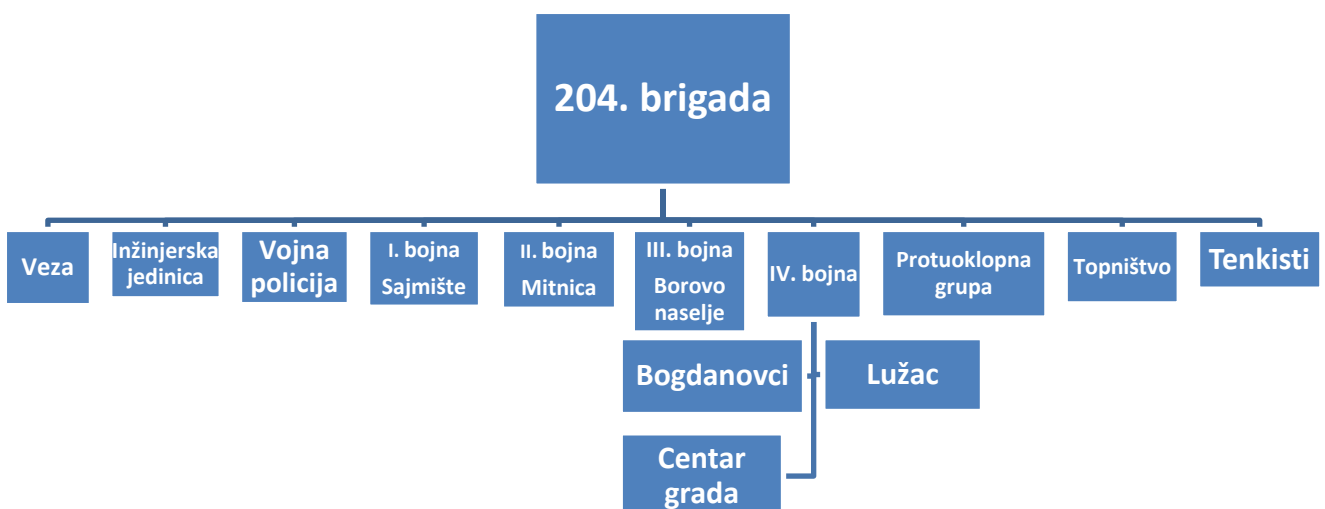 204. brigada
Veza
Inžinjerska
jedinica
Vojna
policija
I. bojna
Sajmište
II. bojna
Mitnica
III. bojna
Borovo
naselje
IV. bojna
Protuoklopna
grupa
Topništvo
Tenkisti
Bogdanovci
Lužac
Centar
grada